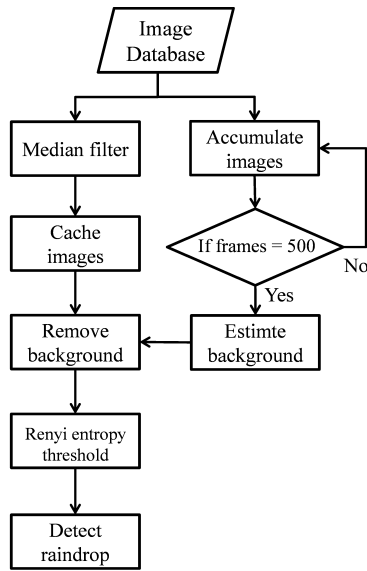 Image
Database
Median filter
Accumulate
images
Cache
images
If frames = 500
No
Yes
Remove
background
Estimte
background
Renyi entropy
threshold
Detect
raindrop